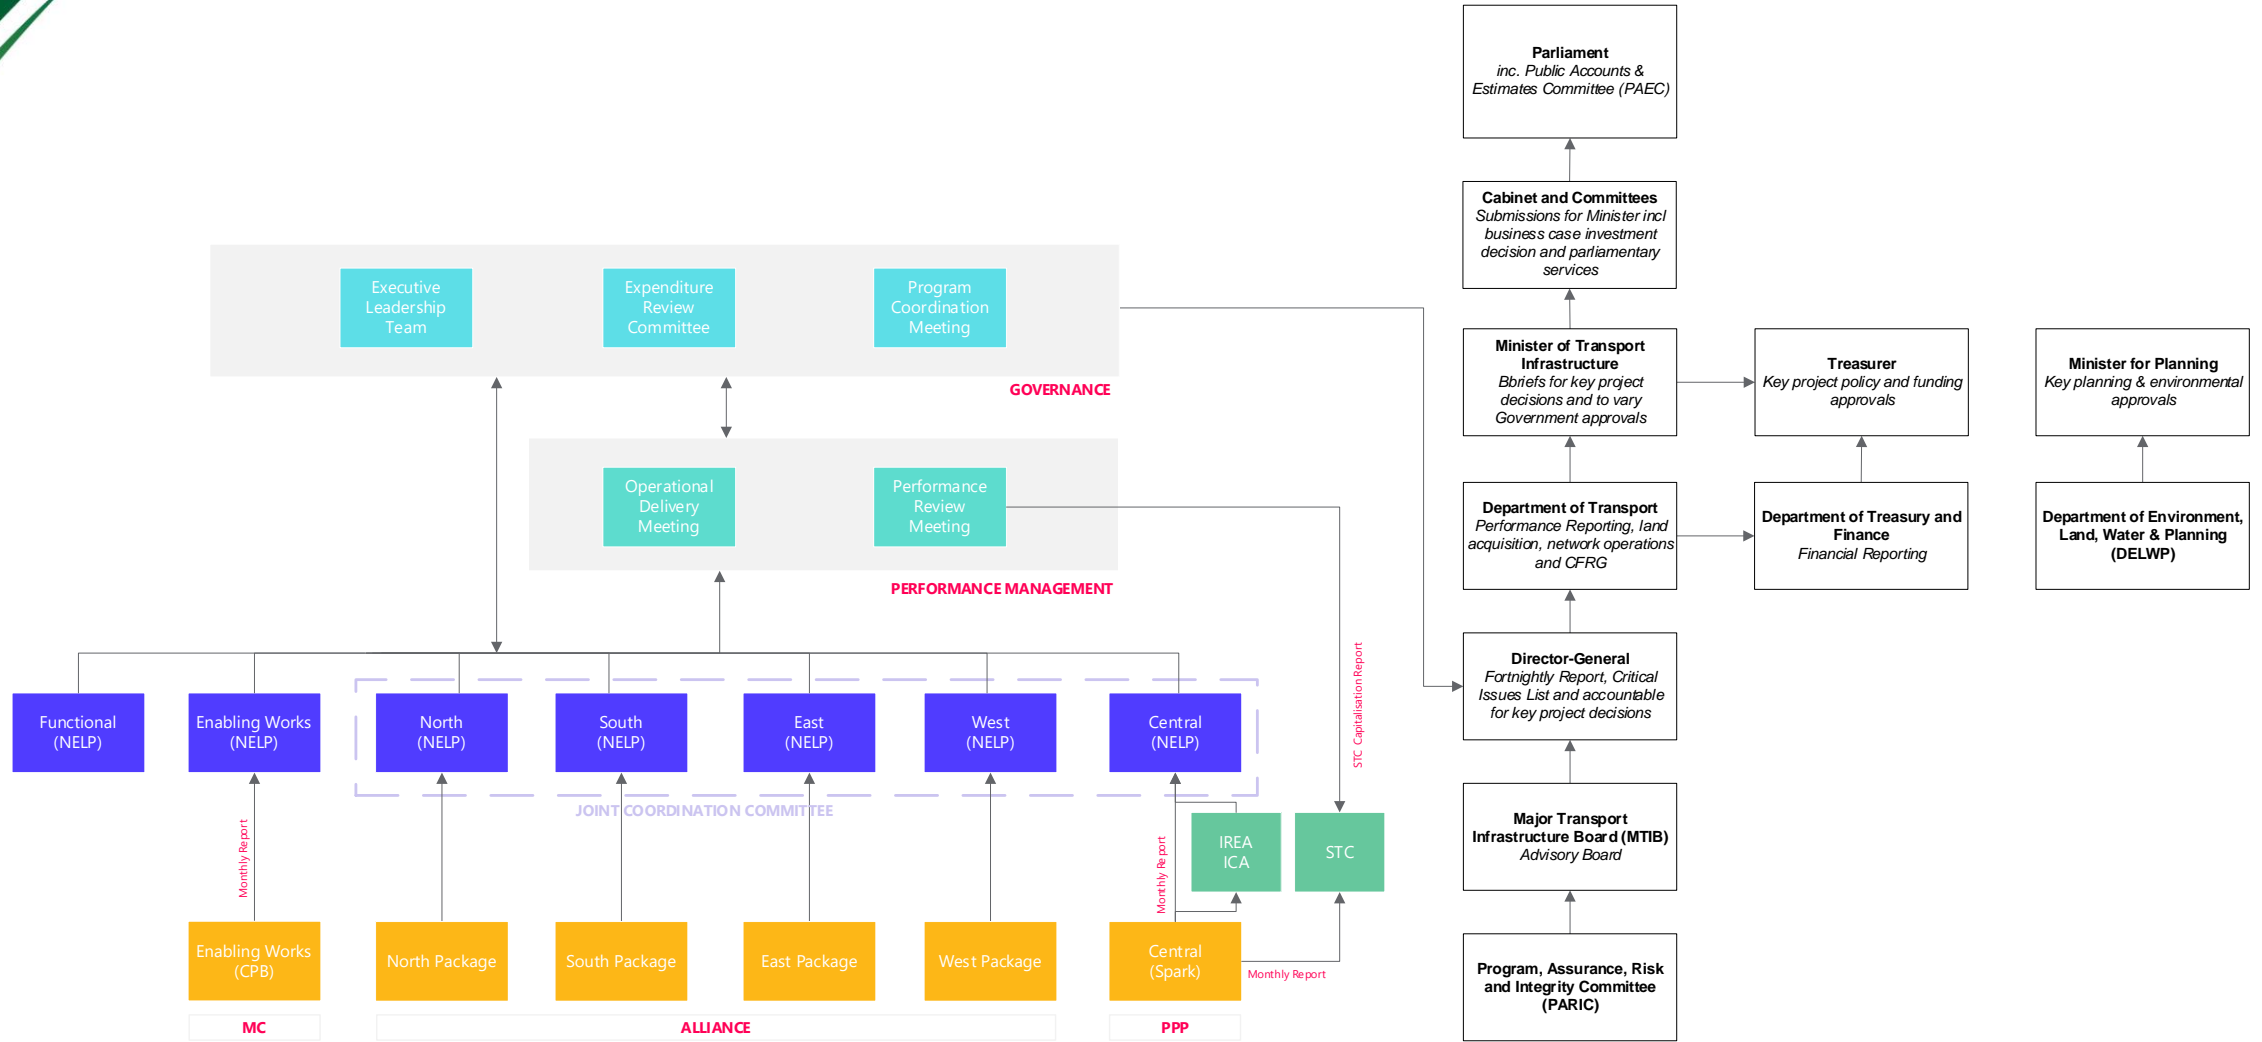 Parliament
inc. Public Accounts &
Estimates Committee (PAEC)
Cabinet and Committees
Submissions for Minister incl
business case investment
decision and parliamentary
services
Executive
Leadership
Team
Expenditure
Review
Committee
Program
Coordination
Meeting
GOVERNANCE
Minister of Transport
Infrastructure
Bbriefs for key project
decisions and to vary
Government approvals
Treasurer
Key project policy and funding
approvals
Minister for Planning
Key planning & environmental
approvals
Operational
Delivery
Meeting
Performance
Review
Meeting
PERFORMANCE MANAGEMENT
Department of Transport
Performance Reporting, land
acquisition, network operations
and CFRG
Department of Treasury and
Finance
Financial Reporting
Department of Environment,
Land, Water & Planning
(DELWP)
Functional
(NELP)
Enabling Works
(NELP)
North
(NELP)
South
(NELP)
East
(NELP)
West
(NELP)
Central
(NELP)
JOINT COORDINATION COMMITTEE
STC Capitalisation Report
Director-General
Fortnightly Report, Critical
Issues List and accountable
for key project decisions
Monthly Report
Monthly Report
IREA
ICA
STC
Major Transport
Infrastructure Board (MTIB)
Advisory Board
Enabling Works
(CPB)
North Package
South Package
East Package
West Package
Central
(Spark)
Monthly Report
Program, Assurance, Risk
and Integrity Committee
(PARIC)
MC
ALLIANCE
PPP